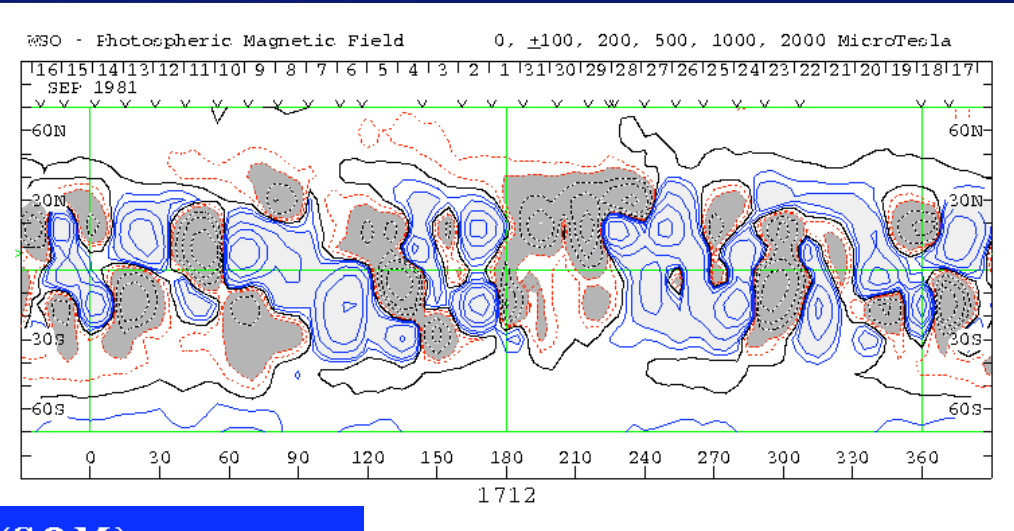 WSO - Photospheric Magnetic Field 0, ±100, 200, 500, 1000, 2000 MicroTesla
16 15 14 13 12 11 10 9 8 7 6 5 4 3 2 1 31 30 29 28 27 26 25 24 23 22 21 20 19 18 17
SEP 1981
60N 60N
30N 30N
30S 30S
60S 60S
0 30 60 90 120 150 180 210 240 270 300 330 360
1712